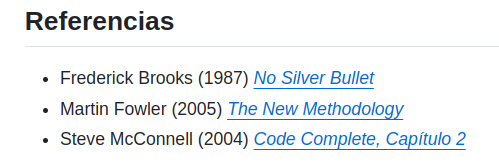 Referencias
Frederick Brooks (1987) No Silver Bullet
Martin Fowler (2005) The New Methodology
Steve McConnell (2004) Code Complete, Capítulo 2